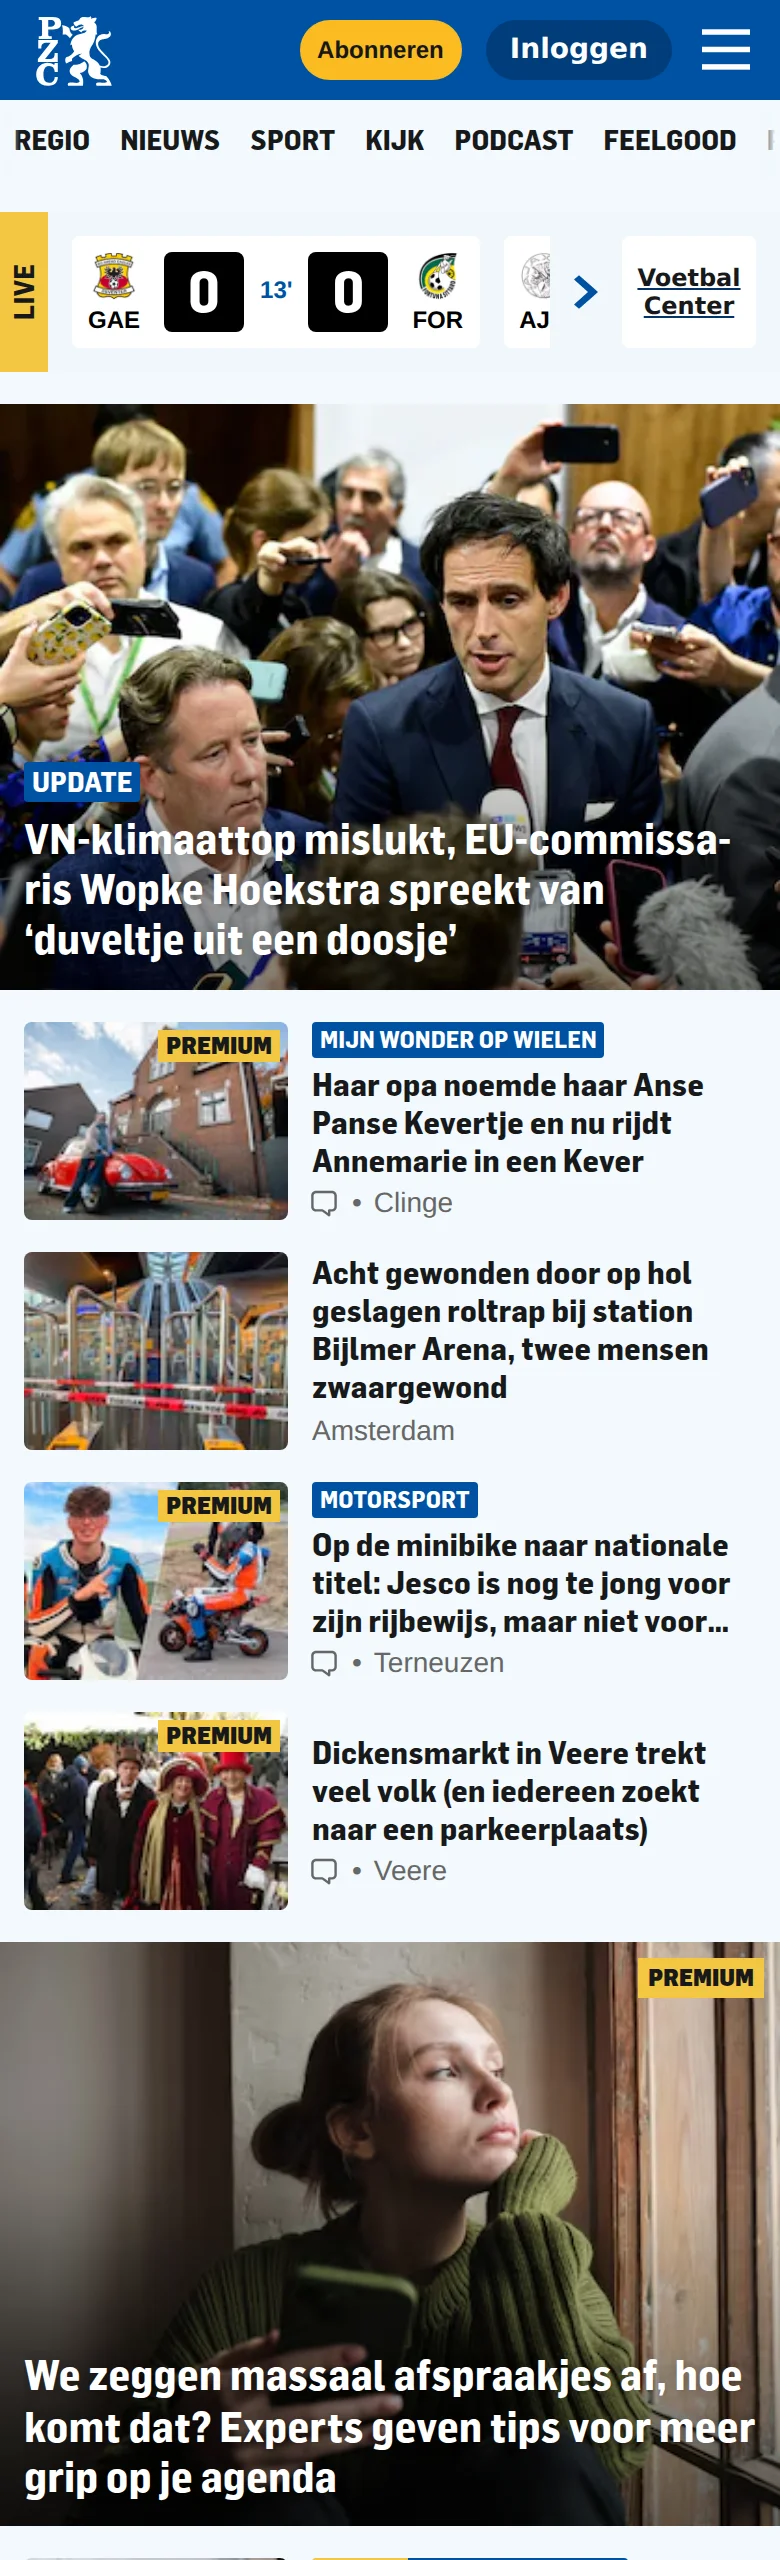 PZC
Abonneren
Inloggen
REGIO NIEUWS SPORT KIJK PODCAST FEELGOOD
LIVE
GAE
0
13'
0
FOR
AJ
Voetbal
Center
UPDATE
VN-klimaattop mislukt, EU-commissa-
ris Wopke Hoekstra spreekt van
‘duveltje uit een doosje’
PREMIUM
MIJN WONDER OP WIELEN
Haar opa noemde haar Anse
Panse Kevertje en nu rijdt
Annemarie in een Kever
• Clinge
Acht gewonden door op hol
geslagen roltrap bij station
Bijlmer Arena, twee mensen
zwaargewond
Amsterdam
PREMIUM
MOTORSPORT
Op de minibike naar nationale
titel: Jesco is nog te jong voor
zijn rijbewijs, maar niet voor...
• Terneuzen
PREMIUM
Dickensmarkt in Veere trekt
veel volk (en iedereen zoekt
naar een parkeerplaats)
• Veere
PREMIUM
We zeggen massaal afspraakjes af, hoe
komt dat? Experts geven tips voor meer
grip op je agenda